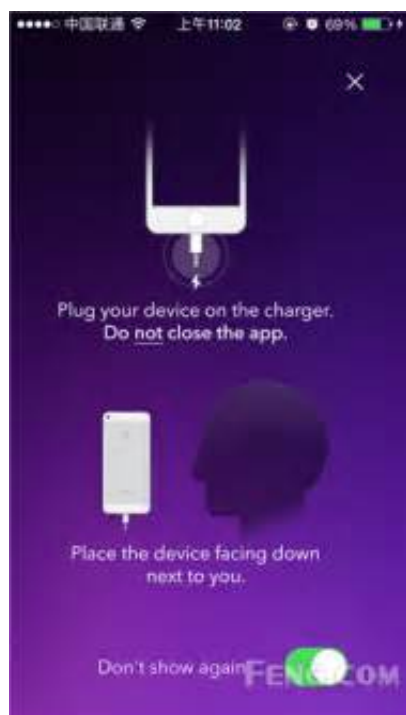 中国联通 上午11:02 69%
Plug your device on the charger.
Do not close the app.
Place the device facing down
next to you.
Don't show again
FENG.COM